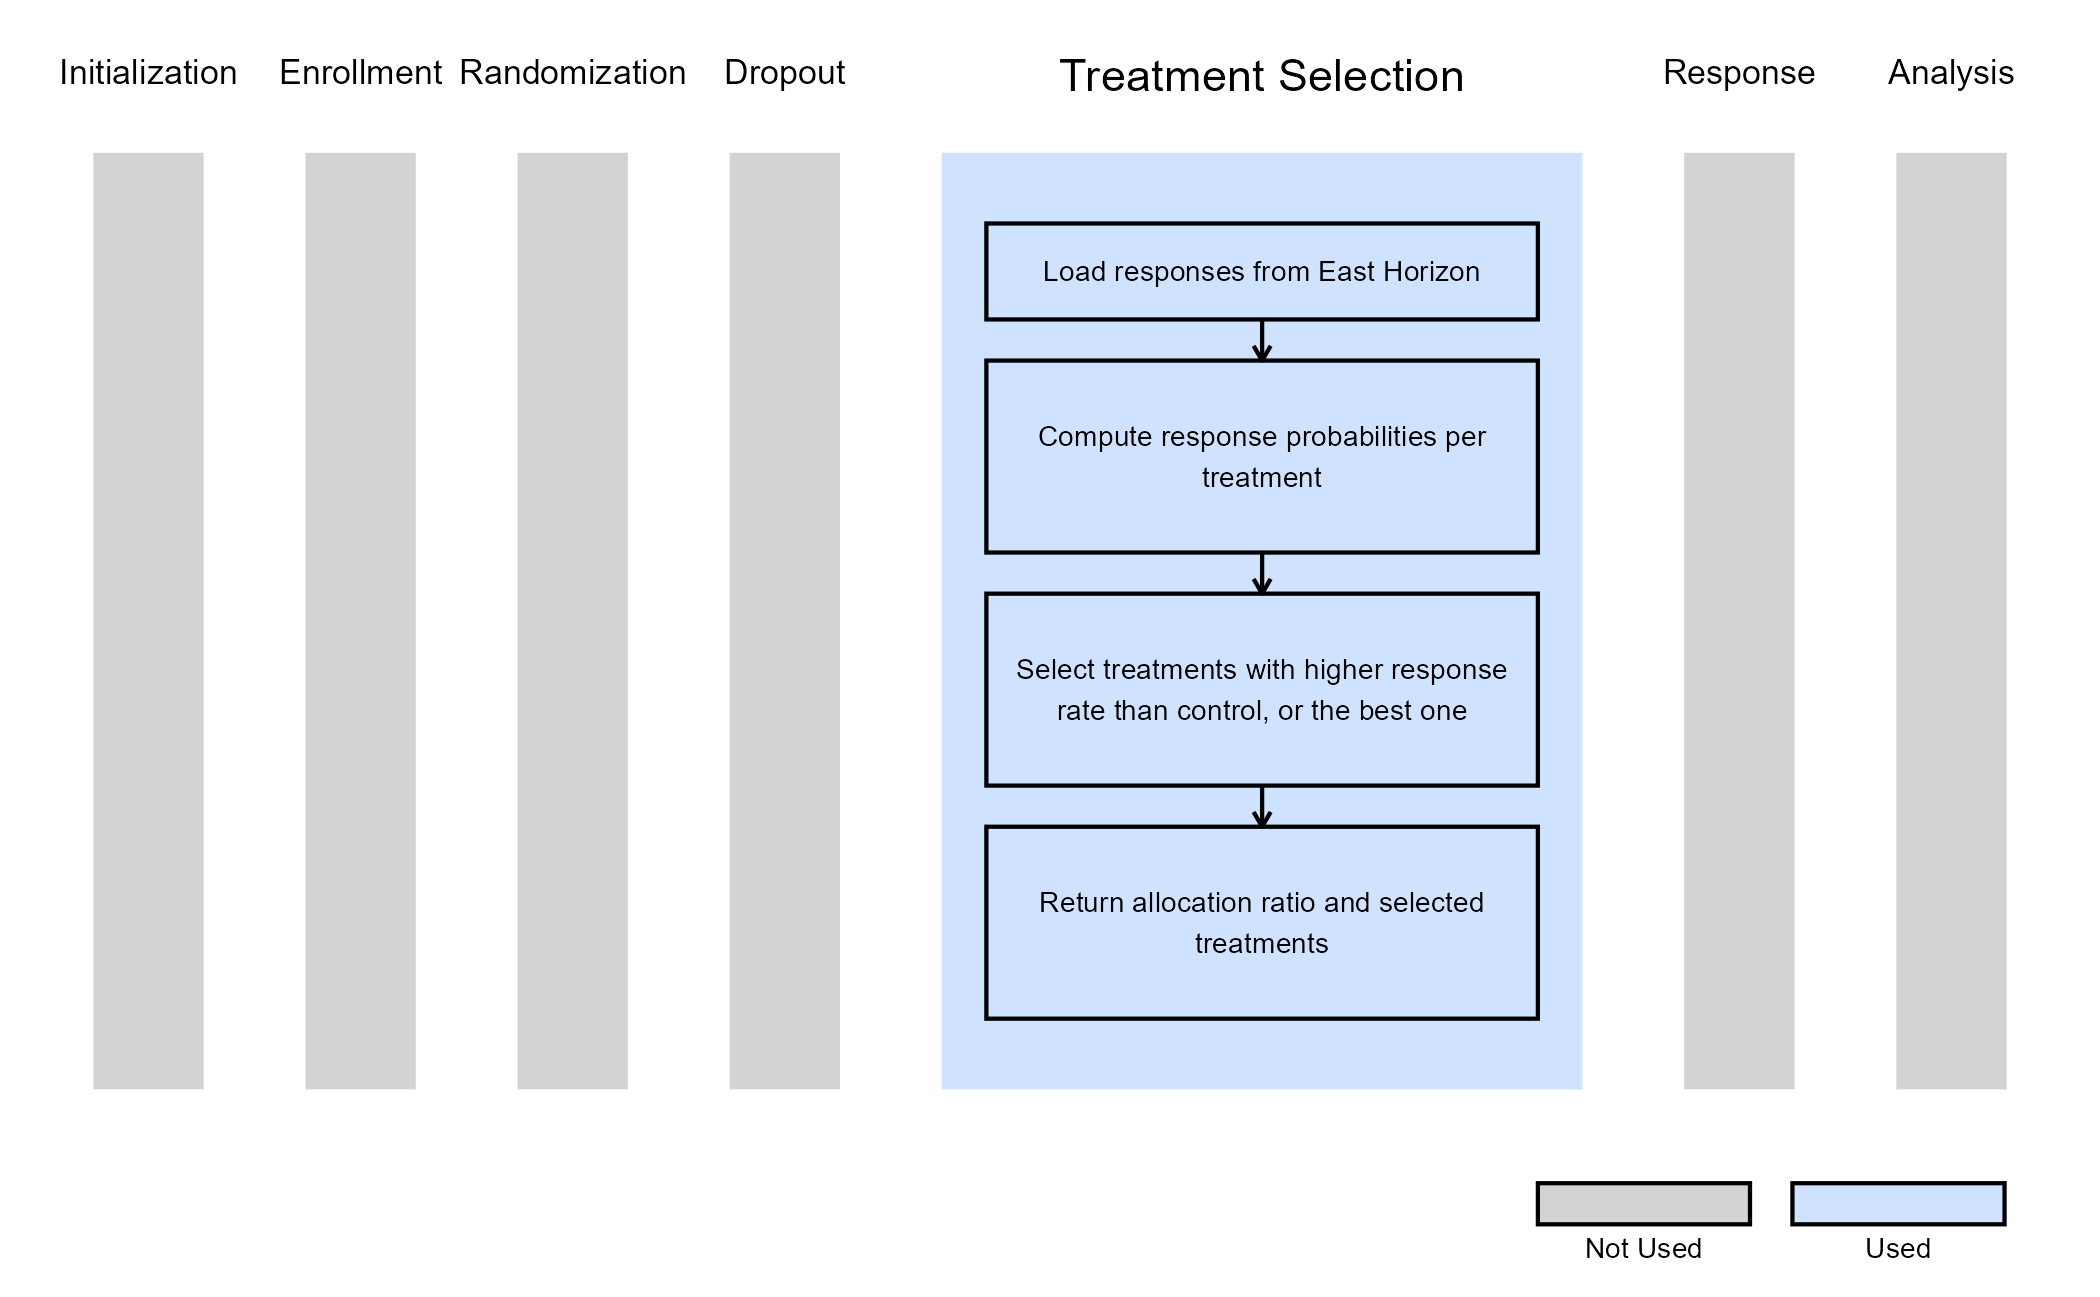 Initialization
Enrollment
Randomization
Dropout
Treatment Selection
Response
Analysis
Load responses from East Horizon
Compute response probabilities per
treatment
Select treatments with higher response
rate than control, or the best one
Return allocation ratio and selected
treatments
Not Used
Used